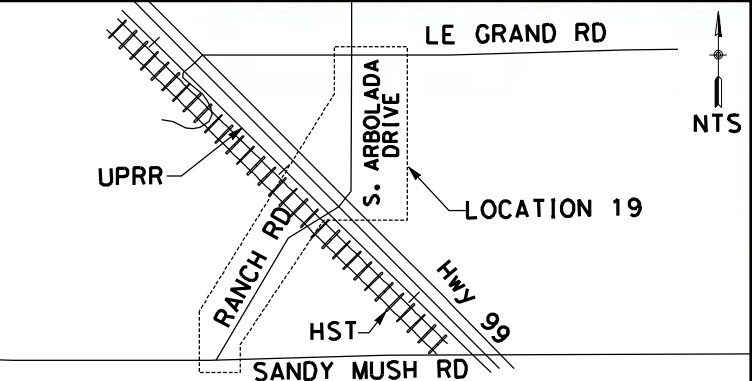 LE GRAND RD
NTS
S. ARBOLADA
DRIVE
UPRR
LOCATION 19
RANCH RD
Hwy 99
HST
SANDY MUSH RD